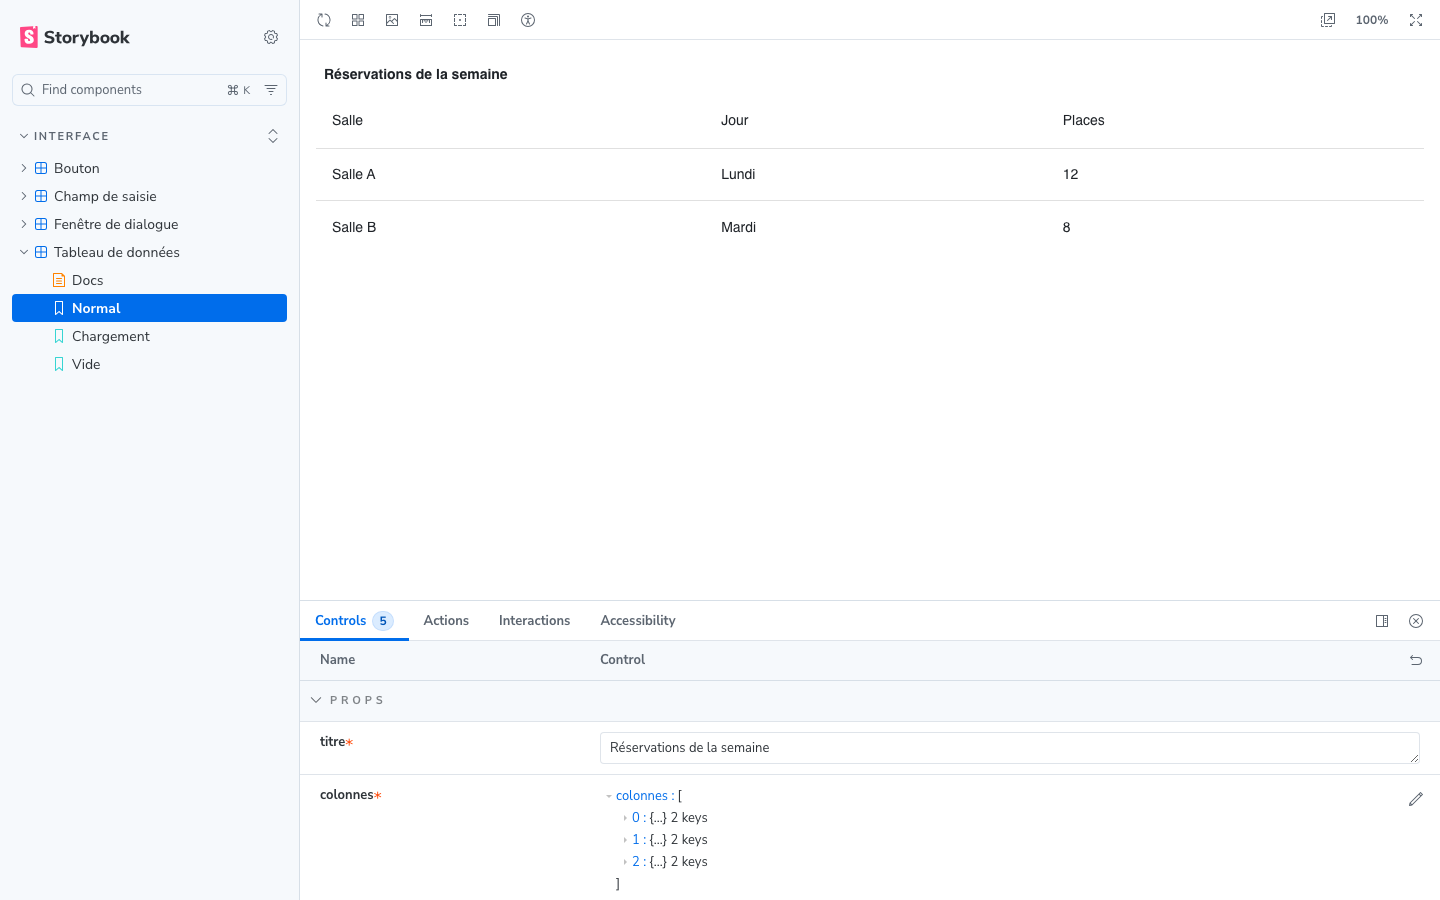 Storybook
Find components
⌘ K
INTERFACE
Bouton
Champ de saisie
Fenêtre de dialogue
Tableau de données
Docs
Normal
Chargement
Vide
100%
Réservations de la semaine
Salle Jour Places
Salle A Lundi 12
Salle B Mardi 8
Controls 5 Actions Interactions Accessibility
Name Control
PROPS
titre* Réservations de la semaine
colonnes* colonnes : [
0 : {...} 2 keys
1 : {...} 2 keys
2 : {...} 2 keys
]